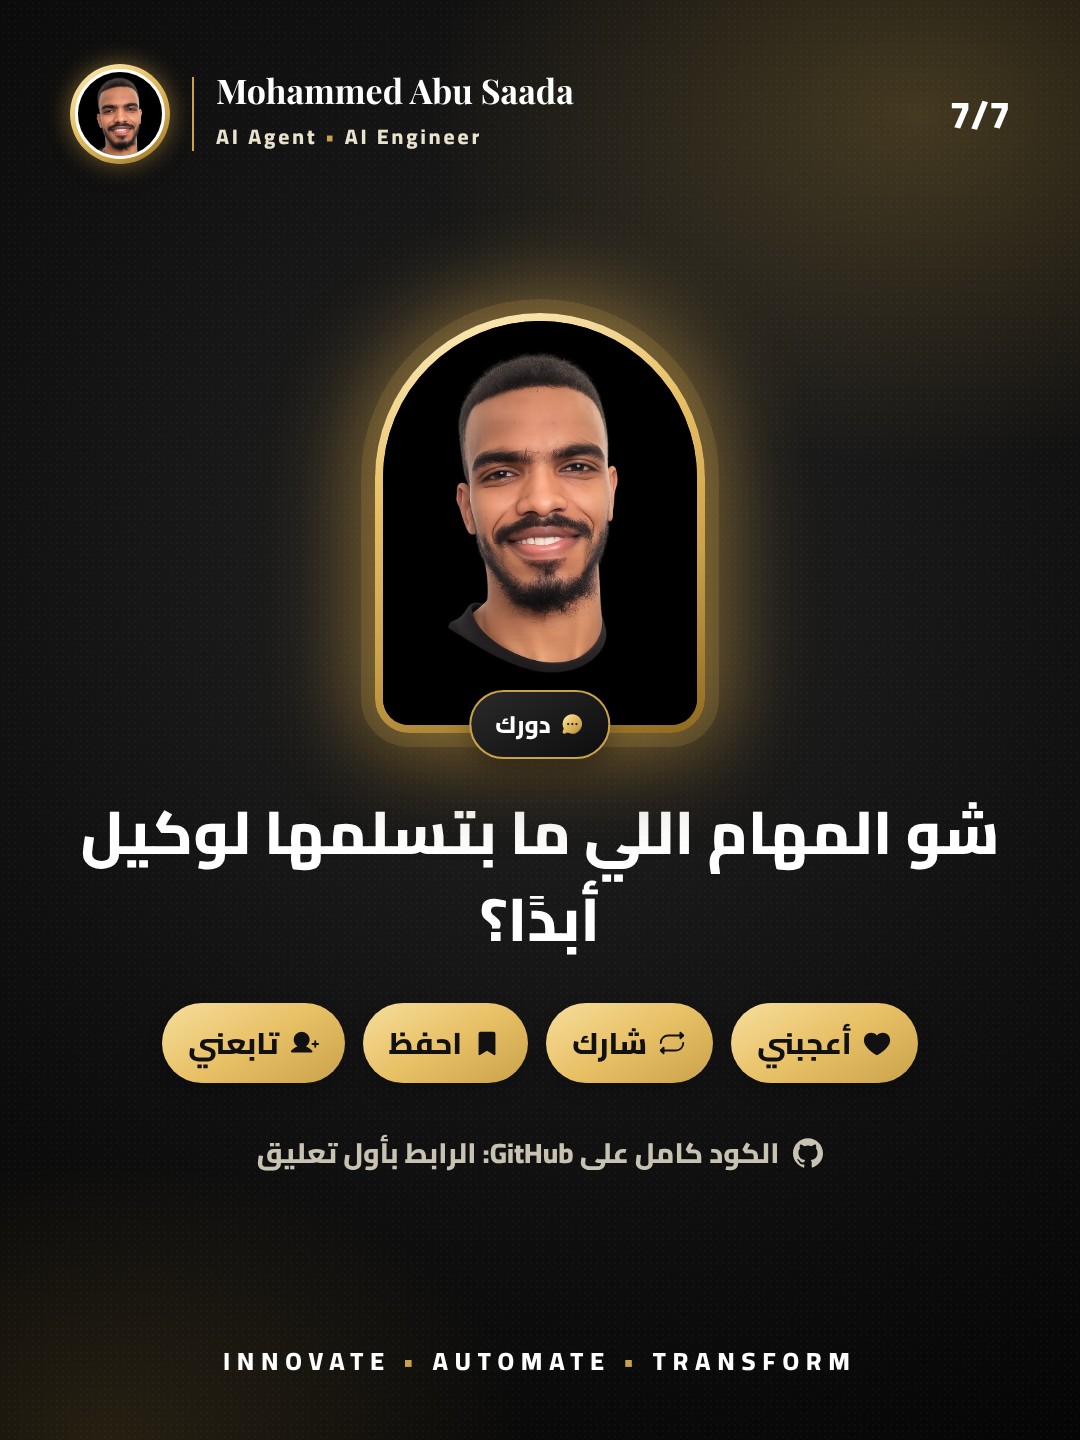 Mohammed Abu Saada
AI Agent ▪ AI Engineer
7/7
دورك
شو المهام اللي ما بتسلمها لوكيل
أبدًا؟
أعجبني
شارك
احفظ
تابعني
الكود كامل على GitHub: الرابط بأول تعليق
INNOVATE ▪ AUTOMATE ▪ TRANSFORM